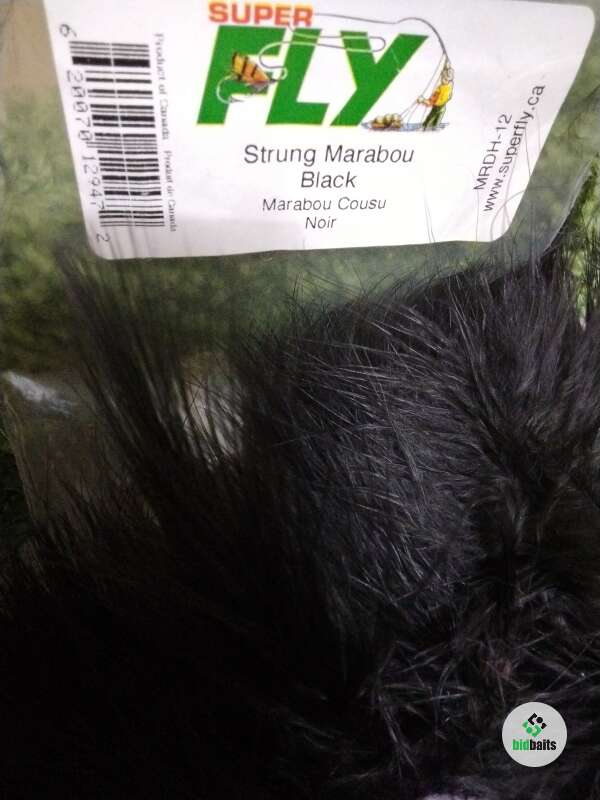 SUPER
FLY
Strung Marabou
Black
Marabou Cousu
Noir
MRDH-12
www.superfly.ca
Product of Canada Produit de Canada
6 20070 12947 2
bidbaits